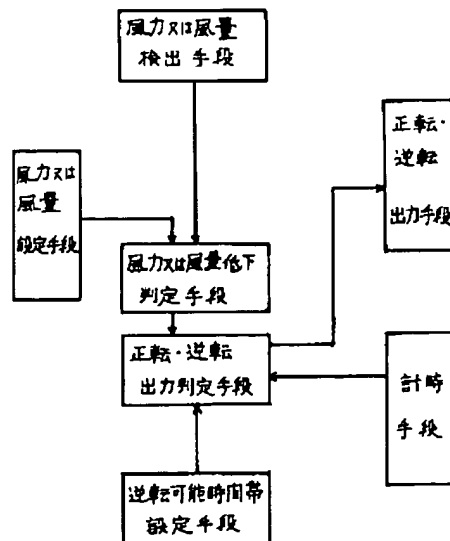 風力又は風量
検出手段
正転・
逆転
出力手段
風力又は
風量
設定手段
風力又は風量低下
判定手段
正転・逆転
出力判定手段
計時
手段
逆転可能時間帯
設定手段